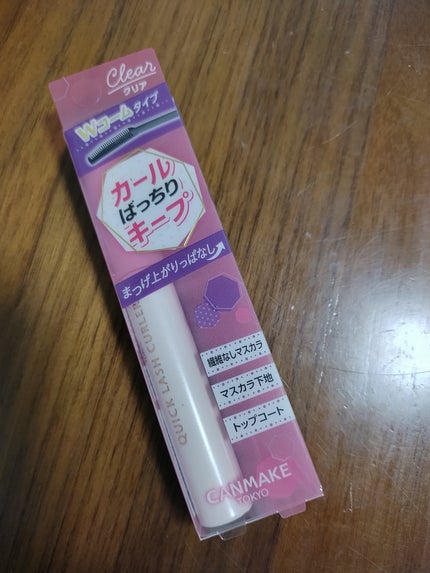 Clear
クリア
Wコームタイプ
カール
ばっちり
キープ
まつげ上がりっぱなし
繊維なしマスカラ
マスカラ下地
トップコート
QUICK LASH CURLER
CANMAKE
TOKYO